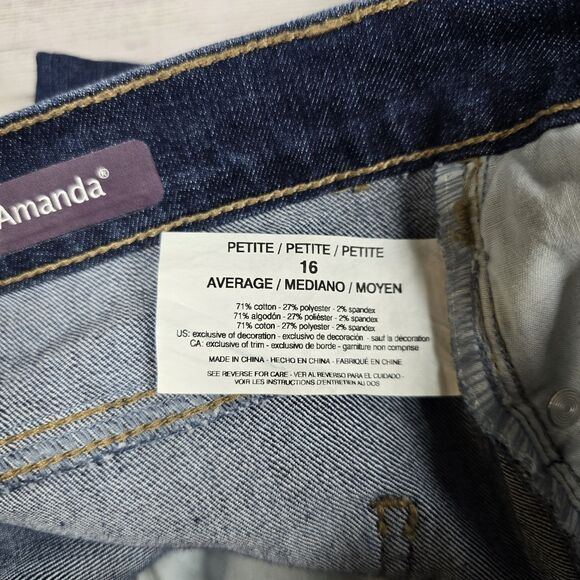 Amanda®
PETITE / PETITE / PETITE
16
AVERAGE / MEDIANO / MOYEN
71% cotton - 27% polyester - 2% spandex
71% algodón - 27% poliéster - 2% spandex
71% coton - 27% polyester - 2% spandex
US: exclusive of decoration - exclusivo de decoración - sauf la décoration
CA: exclusive of trim - exclusivo de borde - garniture non comprise
MADE IN CHINA - HECHO EN CHINA - FABRIQUÉ EN CHINE
SEE REVERSE FOR CARE - VER AL REVERSO PARA EL CUIDADO -
VOIR LES INSTRUCTIONS D'ENTRETIEN AU DOS